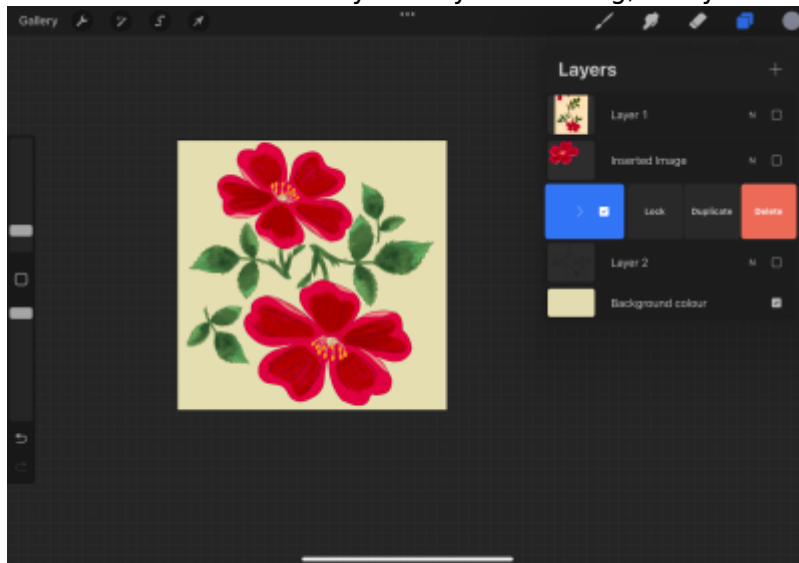 Gallery
Layers
Layer 1 N
Inserted Image N
Lock Duplicate Delete
Layer 2 N
Background colour